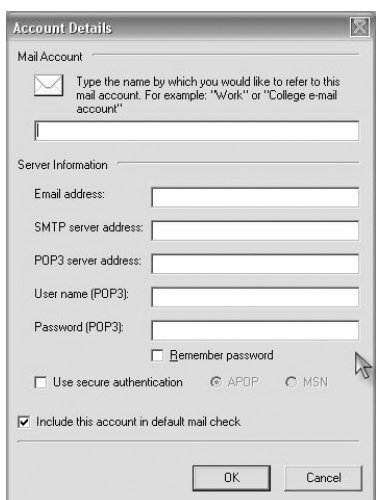 Account Details
Mail Account
Type the name by which you would like to refer to this
mail account. For example: "Work" or "College e-mail
account"
Server Information
Email address:
SMTP server address:
POP3 server address:
User name (POP3):
Password (POP3):
Remember password
Use secure authentication APOP MSN
Include this account in default mail check
OK Cancel